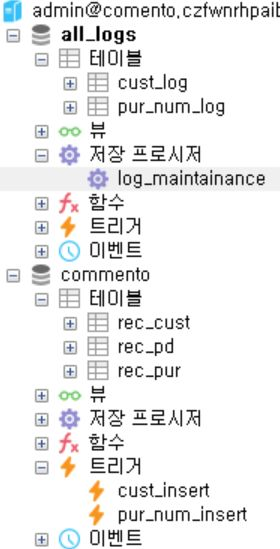 admin@comento,czfwnrhpaib
all_logs
테이블
cust_log
pur_num_log
뷰
저장 프로시저
log_maintainance
함수
트리거
이벤트
commento
테이블
rec_cust
rec_pd
rec_pur
뷰
저장 프로시저
함수
트리거
cust_insert
pur_num_insert
이벤트